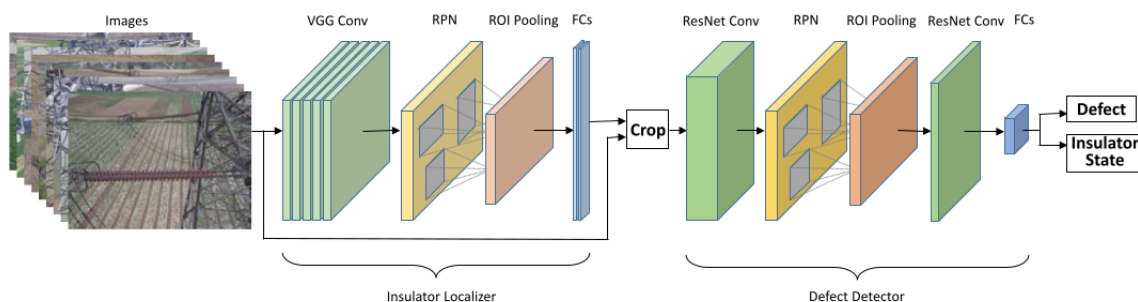 Images
VGG Conv
RPN
ROI Pooling
FCs
ResNet Conv
RPN
ROI Pooling
ResNet Conv
FCs
Crop
Defect
Insulator
State
Insulator Localizer
Defect Detector